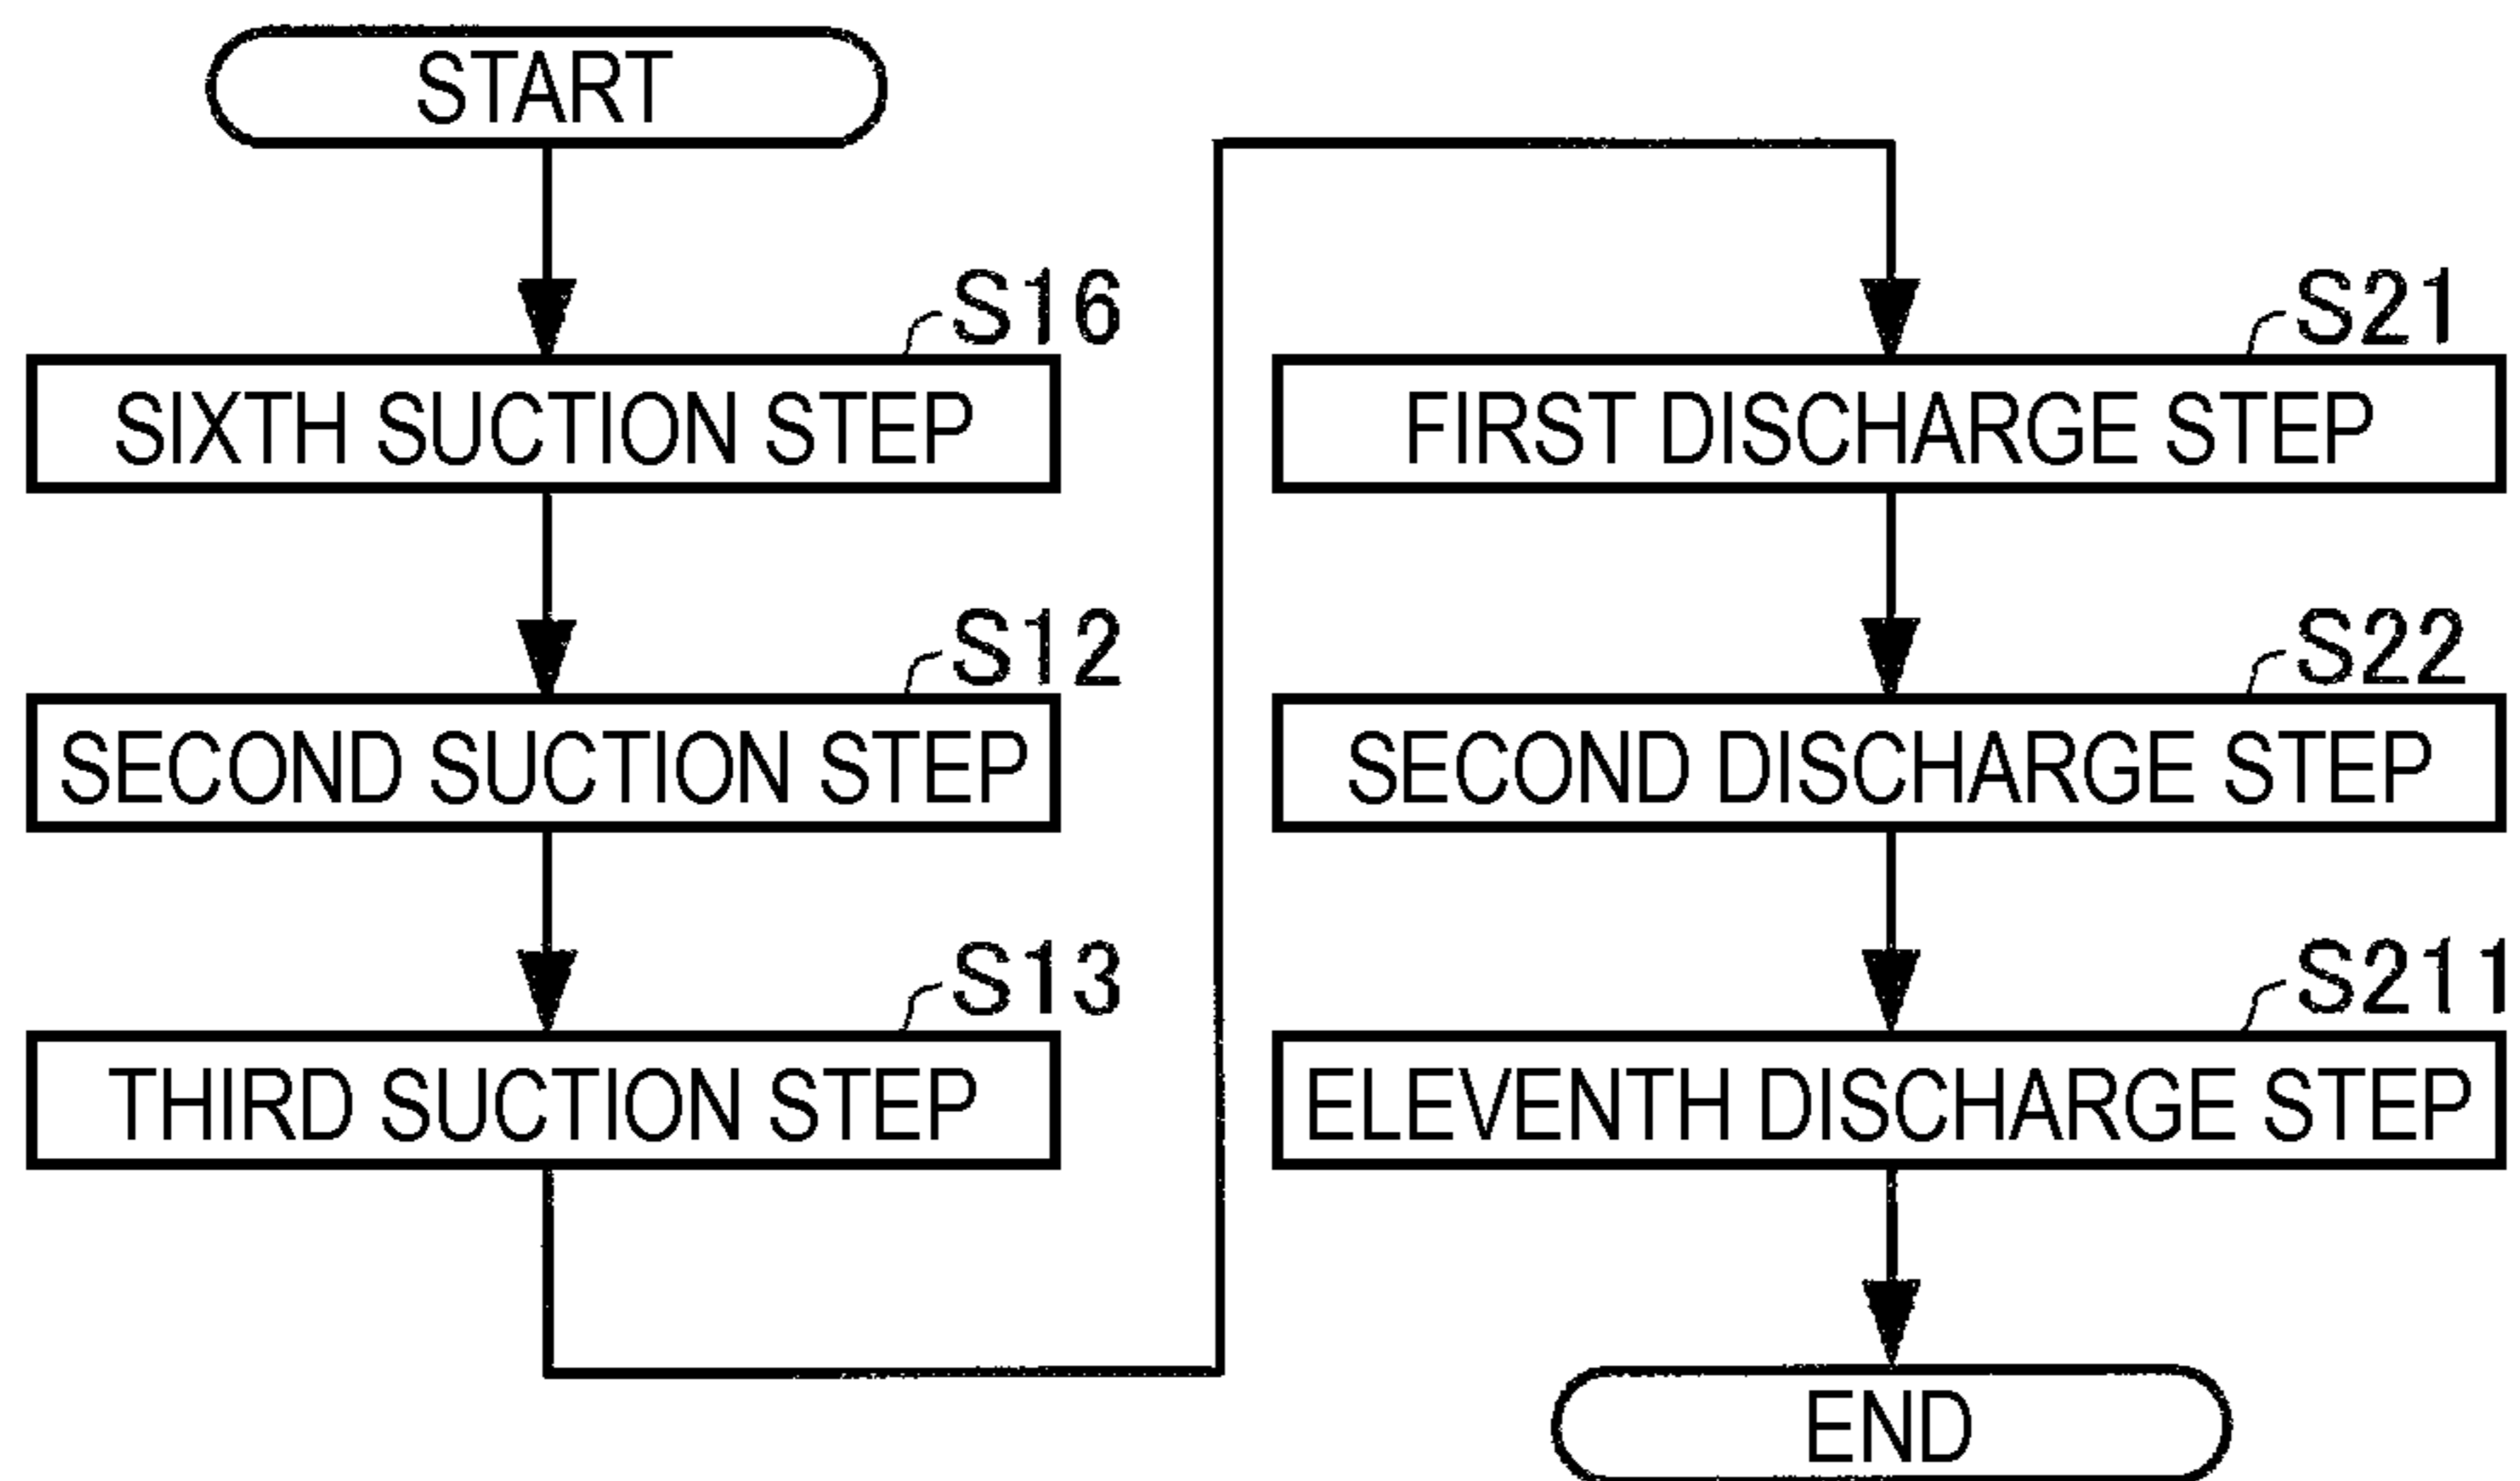 START
S16
SIXTH SUCTION STEP
S12
SECOND SUCTION STEP
S13
THIRD SUCTION STEP
S21
FIRST DISCHARGE STEP
S22
SECOND DISCHARGE STEP
S211
ELEVENTH DISCHARGE STEP
END